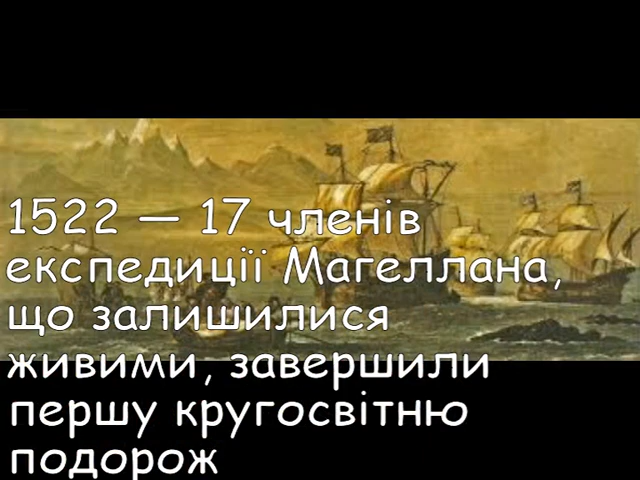 1522 — 17 членів
експедиції Магеллана,
що залишилися
живими, завершили
першу кругосвітню
подорож